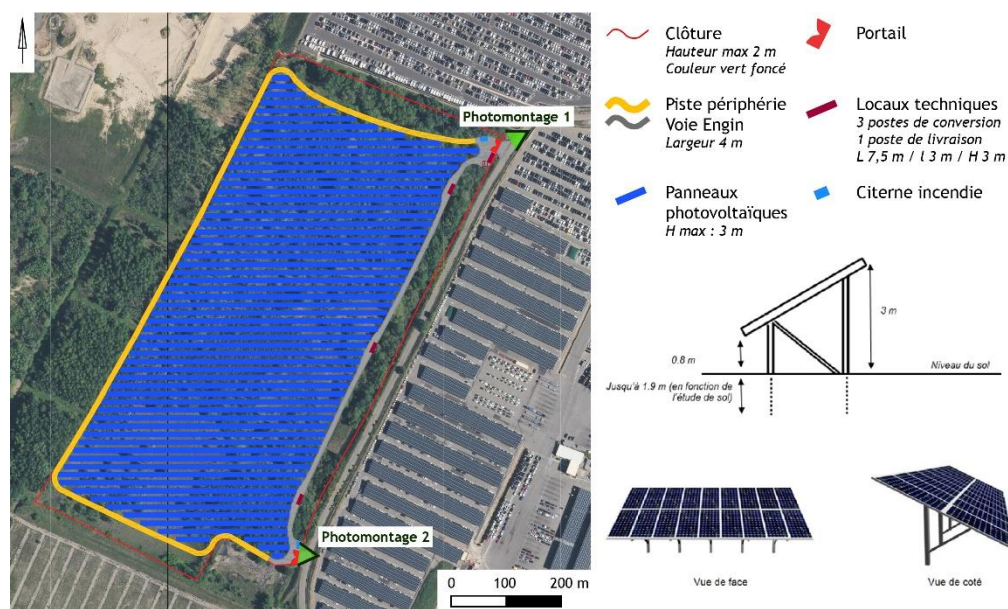 Photomontage 1
Photomontage 2
0 100 200 m
Clôture
Hauteur max 2 m
Couleur vert foncé
Portail
Piste périphérie
Voie Engin
Largeur 4 m
Locaux techniques
3 postes de conversion
1 poste de livraison
L 7,5 m / l 3 m / H 3 m
Panneaux
photovoltaïques
H max : 3 m
Citerne incendie
3 m
0.8 m
Niveau du sol
Jusqu'à 1.9 m (en fonction de
l'étude de sol)
Vue de face
Vue de coté